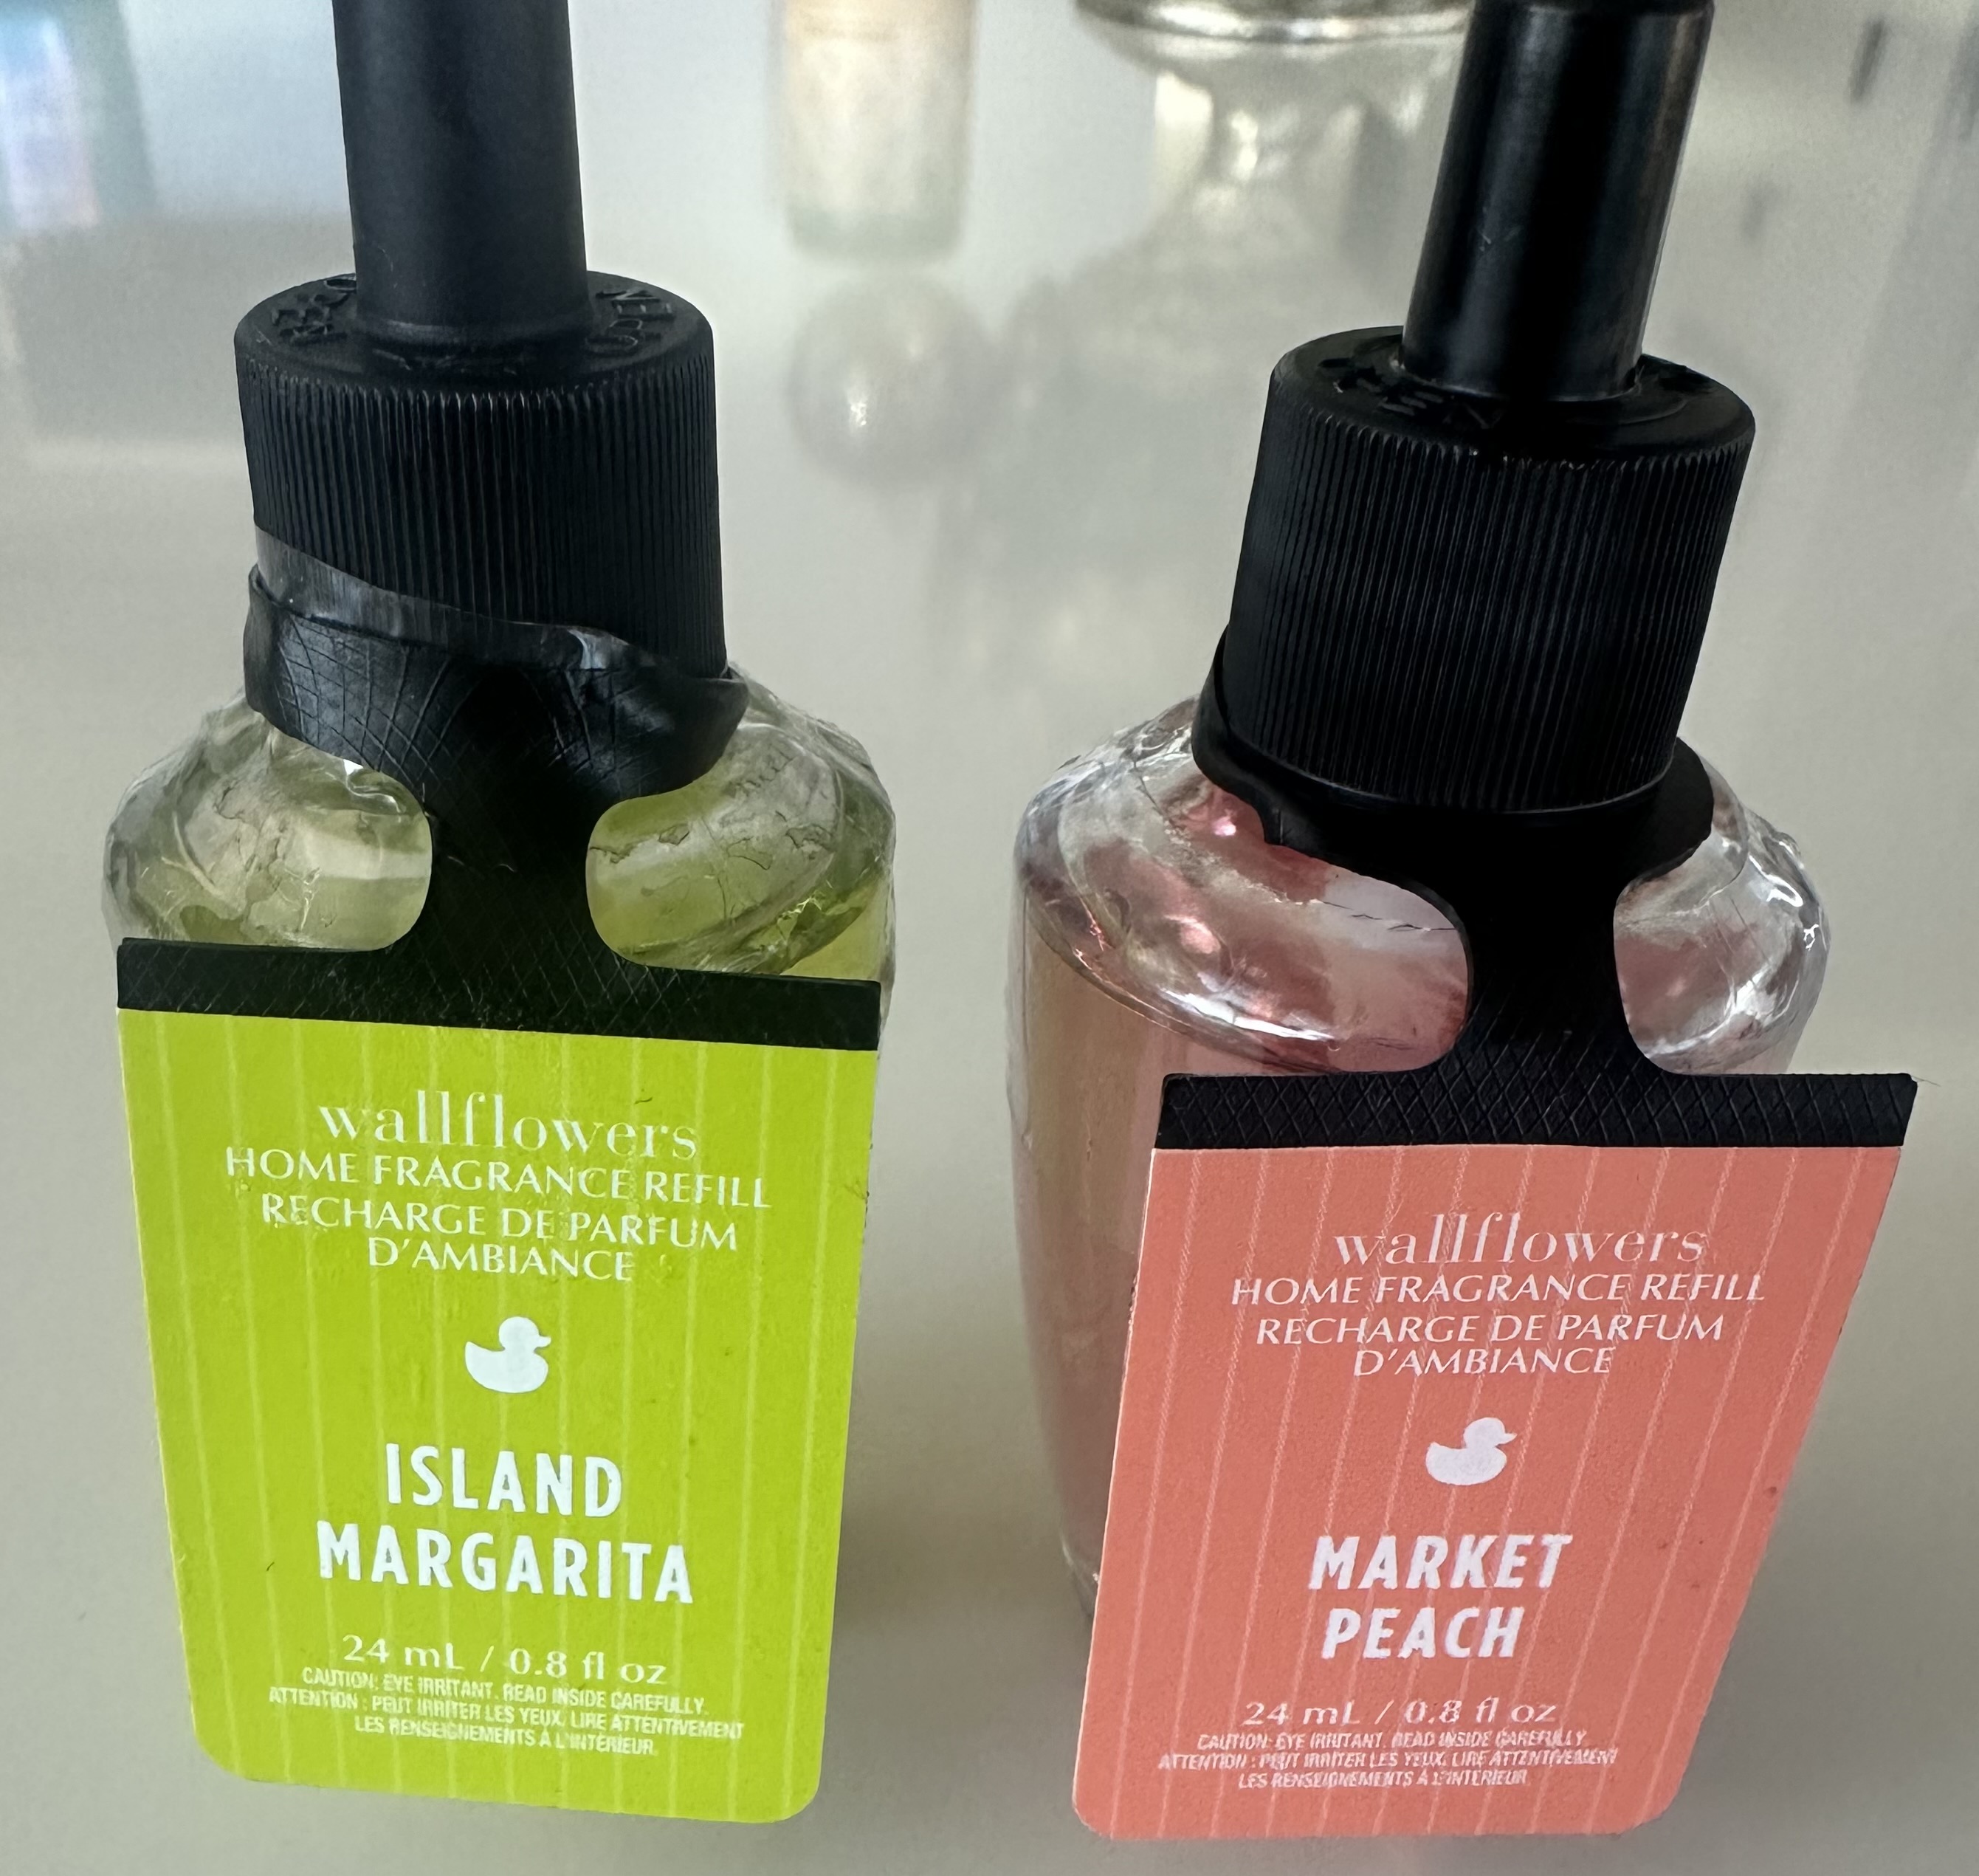 wallflowers
HOME FRAGRANCE REFILL
RECHARGE DE PARFUM
D'AMBIANCE
ISLAND
MARGARITA
24 mL / 0.8 fl oz
CAUTION: EYE IRRITANT. READ INSIDE CAREFULLY.
ATTENTION : PEUT IRRITER LES YEUX. LIRE ATTENTIVEMENT
LES RENSEIGNEMENTS À L'INTÉRIEUR.
wallflowers
HOME FRAGRANCE REFILL
RECHARGE DE PARFUM
D'AMBIANCE
MARKET
PEACH
24 mL / 0.8 fl oz
CAUTION: EYE IRRITANT. READ INSIDE CAREFULLY.
ATTENTION : PEUT IRRITER LES YEUX. LIRE ATTENTIVEMENT
LES RENSEIGNEMENTS À L'INTÉRIEUR.